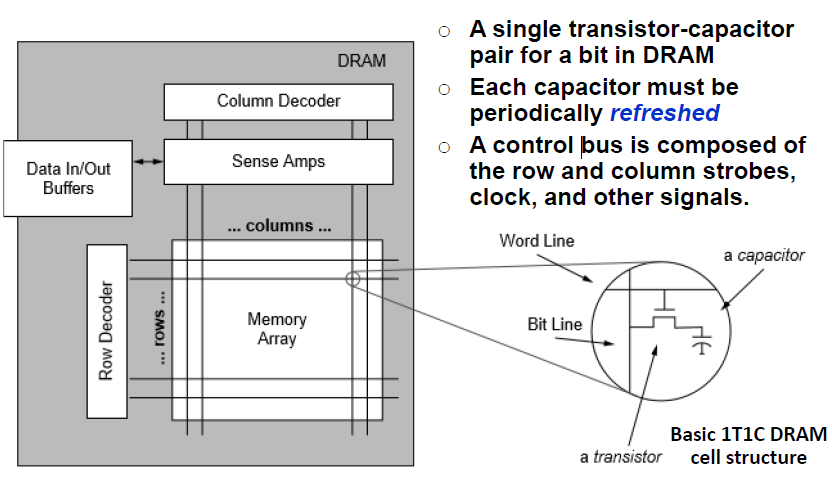 DRAM
Column Decoder
Sense Amps
Data In/Out
Buffers
... columns ...
Row Decoder
... rows ...
Memory
Array
○ A single transistor-capacitor
pair for a bit in DRAM
○ Each capacitor must be
periodically refreshed
○ A control bus is composed of
the row and column strobes,
clock, and other signals.
Word Line
a capacitor
Bit Line
a transistor
Basic 1T1C DRAM
cell structure